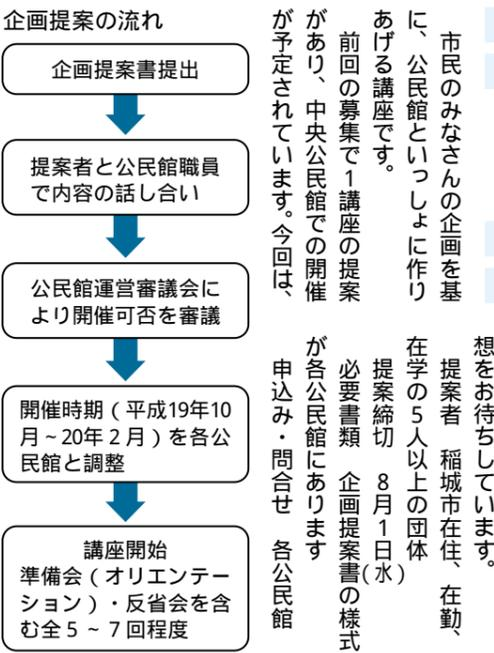 企画提案の流れ
企画提案書提出
提案者と公民館職員
で内容の話し合い
公民館運営審議会に
より開催可否を審議
開催時期（平成19年10
月～20年２月）を各公
民館と調整
講座開始
準備会（オリエンテー
ション）・反省会を含
む全５～７回程度
市民のみなさんの企画を基
に、公民館といっしょに作り
あげる講座です。
前回の募集で１講座の提案
があり、中央公民館での開催
が予定されています。今回は、
想をお待ちしています。
提案者　稲城市在住、在勤、
在学の５人以上の団体
提案締切　８月１日(水)
必要書類　企画提案書の様式
が各公民館にあります
申込み・問合せ　各公民館